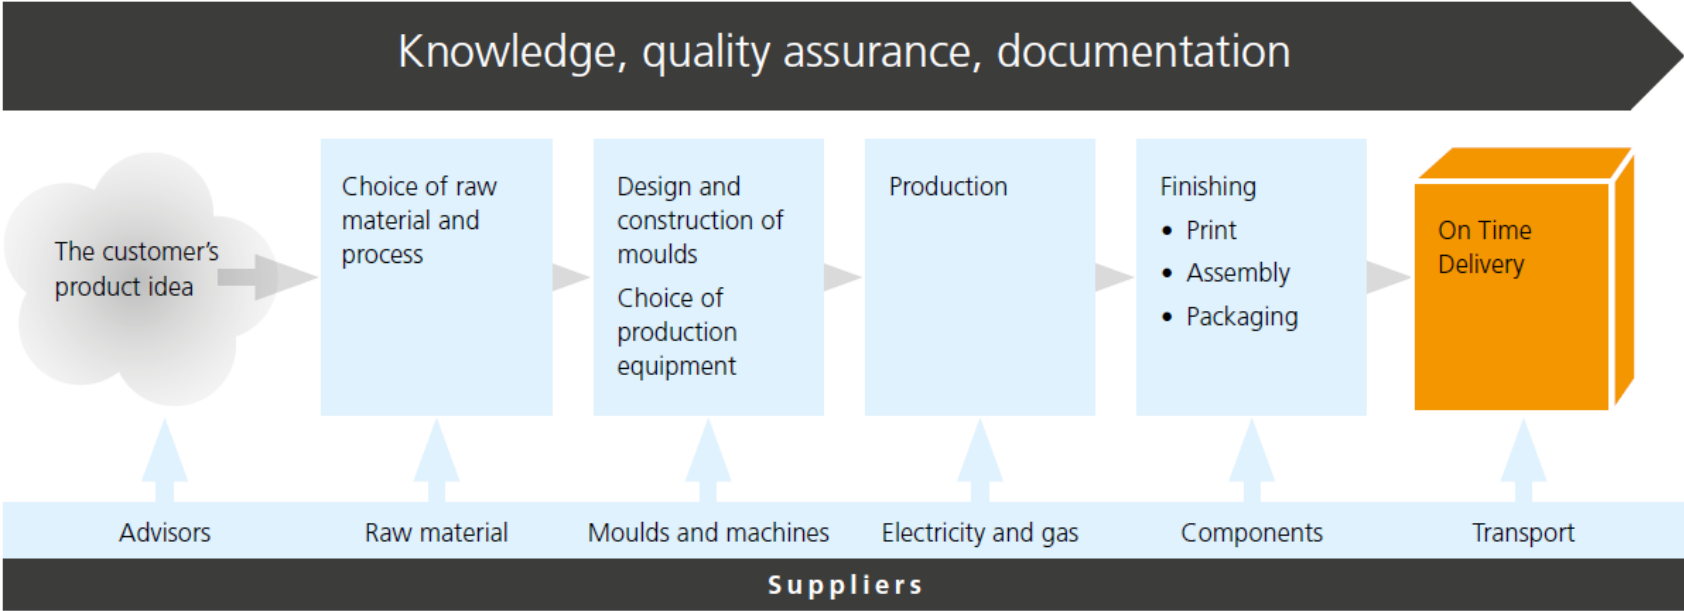 Knowledge, quality assurance, documentation
The customer's
product idea
Choice of raw
material and
process
Design and
construction of
moulds
Choice of
production
equipment
Production
Finishing
• Print
• Assembly
• Packaging
On Time
Delivery
Advisors
Raw material
Moulds and machines
Electricity and gas
Components
Transport
Suppliers